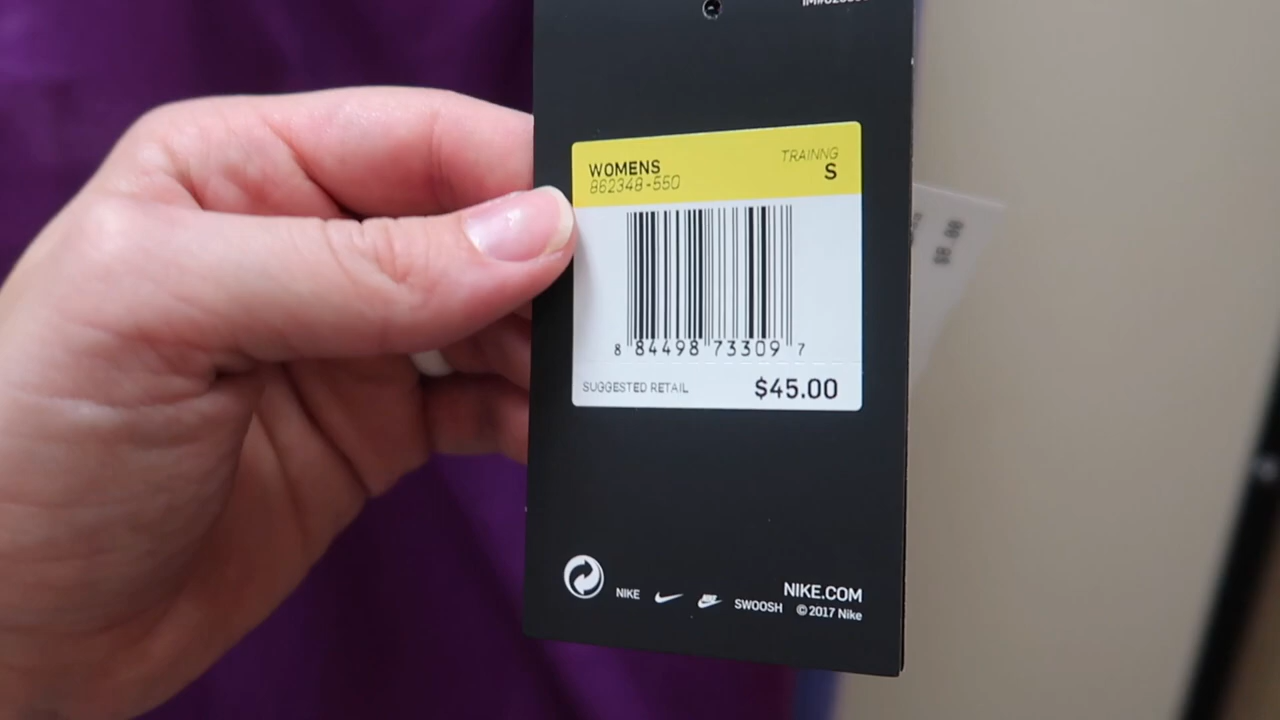 WOMENS
862348-550
TRAINNG
S
8 84498 73309 7
SUGGESTED RETAIL $45.00
NIKE.COM
NIKE SWOOSH © 2017 Nike